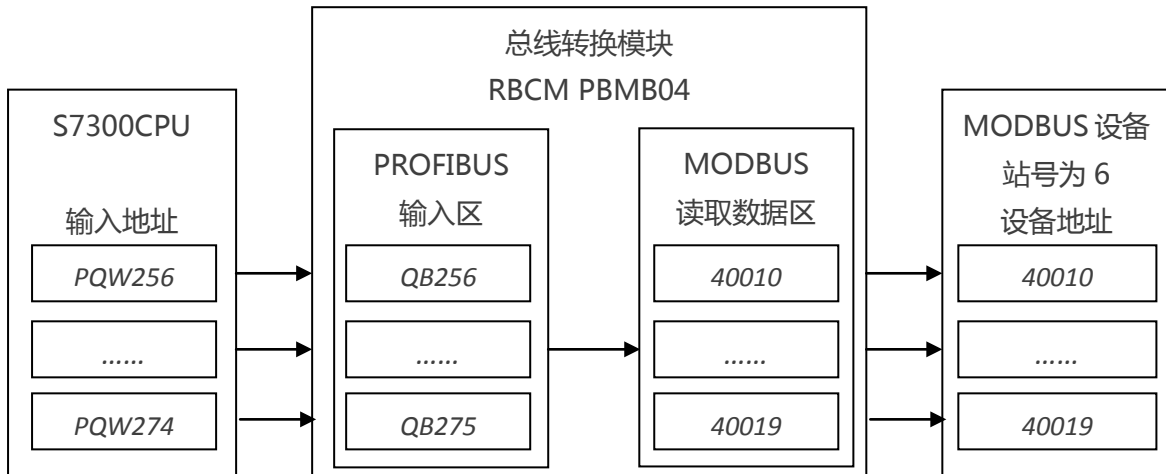 总线转换模块
RBCM PBMB04
S7300CPU
输入地址
PQW256
......
PQW274
PROFIBUS
输入区
QB256
......
QB275
MODBUS
读取数据区
40010
......
40019
MODBUS 设备
站号为 6
设备地址
40010
......
40019